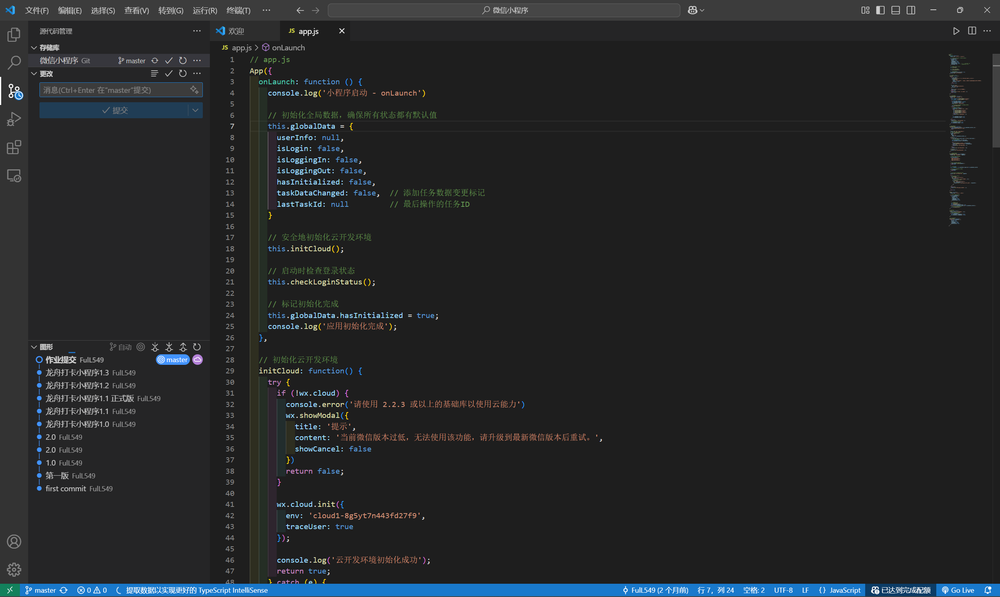 文件(F) 编辑(E) 选择(S) 查看(V) 转到(G) 运行(R) 终端(T) ··· 微信小程序
源代码管理
存储库
微信小程序 Git master
更改
消息(Ctrl+Enter 在“master”提交)
提交
图形 自动
作业提交 FulL549 master
龙舟打卡小程序1.3 FulL549
龙舟打卡小程序1.2 FulL549
龙舟打卡小程序1.1 正式版 FulL549
龙舟打卡小程序1.1 FulL549
龙舟打卡小程序1.0 FulL549
2.0 FulL549
2.0 FulL549
1.0 FulL549
第一版 FulL549
first commit FulL549
欢迎 JS app.js
JS app.js > onLaunch
1 // app.js
2 App({
3 onLaunch: function () {
4 console.log('小程序启动 - onLaunch')
5
6 // 初始化全局数据，确保所有状态都有默认值
7 this.globalData = {
8 userInfo: null,
9 isLogin: false,
10 isLoggingIn: false,
11 isLoggingOut: false,
12 hasInitialized: false,
13 taskDataChanged: false, // 添加任务数据变更标记
14 lastTaskId: null // 最后操作的任务ID
15 }
16
17 // 安全地初始化云开发环境
18 this.initCloud();
19
20 // 启动时检查登录状态
21 this.checkLoginStatus();
22
23 // 标记初始化完成
24 this.globalData.hasInitialized = true;
25 console.log('应用初始化完成');
26 },
27
28 // 初始化云开发环境
29 initCloud: function() {
30 try {
31 if (!wx.cloud) {
32 console.error('请使用 2.2.3 或以上的基础库以使用云能力')
33 wx.showModal({
34 title: '提示',
35 content: '当前微信版本过低，无法使用该功能，请升级到最新微信版本后重试。',
36 showCancel: false
37 })
38 return false;
39 }
40
41 wx.cloud.init({
42 env: 'cloud1-8g5yt7n443fd27f9',
43 traceUser: true
44 });
45
46 console.log('云开发环境初始化成功');
47 return true;
48 } catch (e) {
master 0 0 提取数据以实现更好的 TypeScript IntelliSense FulL549 (2 个月前) 行 7，列 24 空格: 2 UTF-8 LF {} JavaScript 已达到完成配额 Go Live